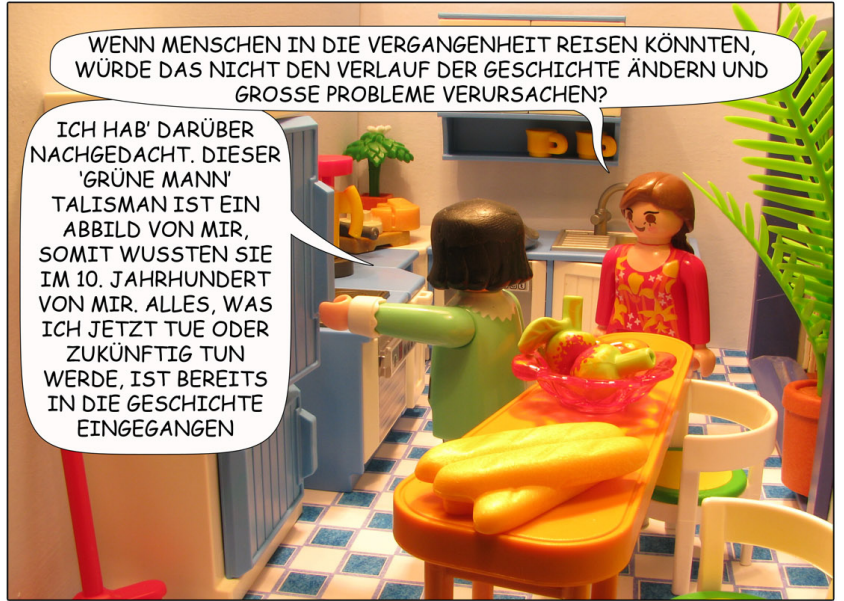 WENN MENSCHEN IN DIE VERGANGENHEIT REISEN KÖNNTEN,
WÜRDE DAS NICHT DEN VERLAUF DER GESCHICHTE ÄNDERN UND
GROSSE PROBLEME VERURSACHEN?
ICH HAB' DARÜBER
NACHGEDACHT. DIESER
'GRÜNE MANN'
TALISMAN IST EIN
ABBILD VON MIR,
SOMIT WUSSTEN SIE
IM 10. JAHRHUNDERT
VON MIR. ALLES, WAS
ICH JETZT TUE ODER
ZUKÜNFTIG TUN
WERDE, IST BEREITS
IN DIE GESCHICHTE
EINGEGANGEN